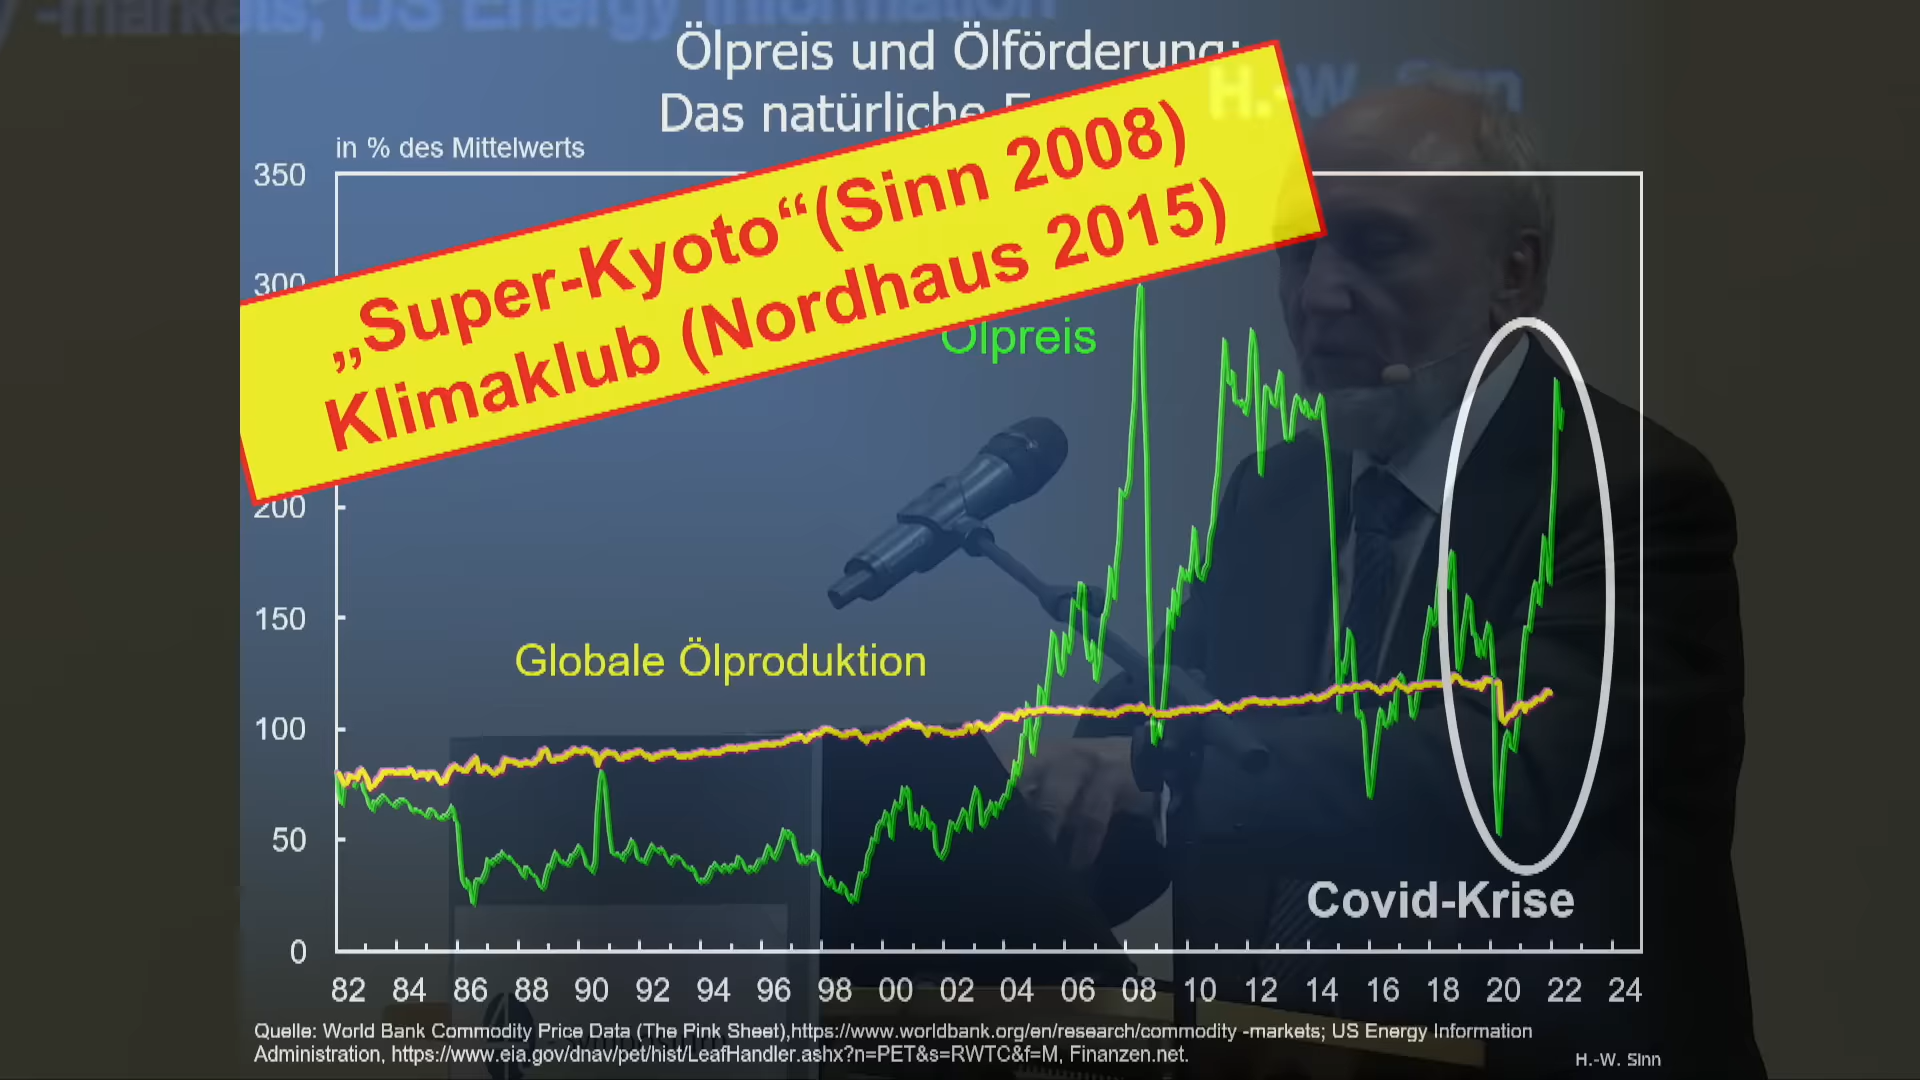 -markets; US Energy Information
H.-W. Sinn
Ölpreis und Ölförderung:
Das natürliche
in % des Mittelwerts
„Super-Kyoto“(Sinn 2008)
Klimaklub (Nordhaus 2015)
350
300
200
150
100
50
0
Ölpreis
Globale Ölproduktion
Covid-Krise
82 84 86 88 90 92 94 96 98 00 02 04 06 08 10 12 14 16 18 20 22 24
Quelle: World Bank Commodity Price Data (The Pink Sheet),https://www.worldbank.org/en/research/commodity -markets; US Energy Information
Administration, https://www.eia.gov/dnav/pet/hist/LeafHandler.ashx?n=PET&s=RWTC&f=M, Finanzen.net.
H.-W. Sinn